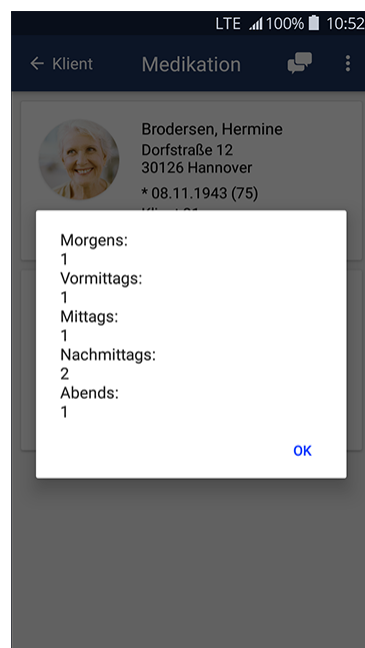 LTE 100% 10:52
← Klient Medikation
Brodersen, Hermine
Dorfstraße 12
30126 Hannover
* 08.11.1943 (75)
Morgens:
1
Vormittags:
1
Mittags:
1
Nachmittags:
2
Abends:
1
OK